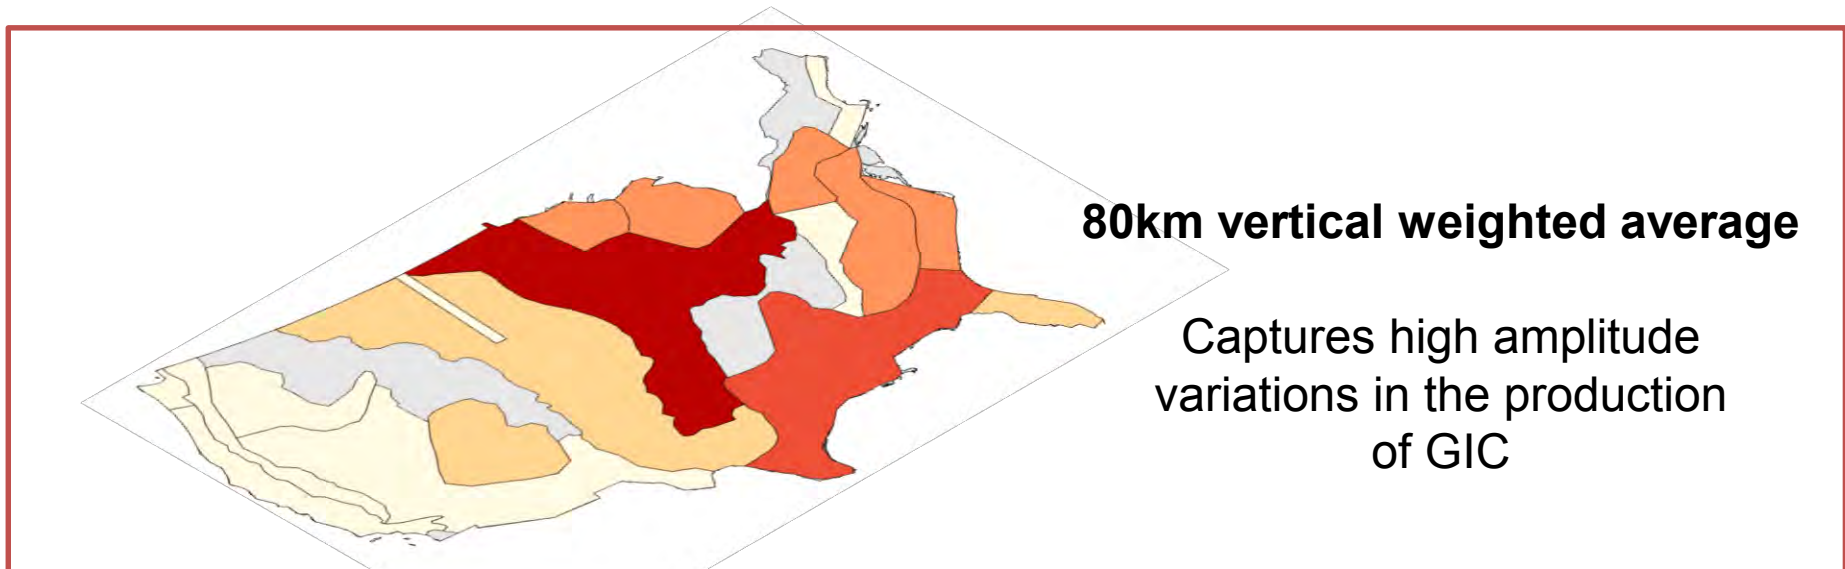 80km vertical weighted average
Captures high amplitude
variations in the production
of GIC